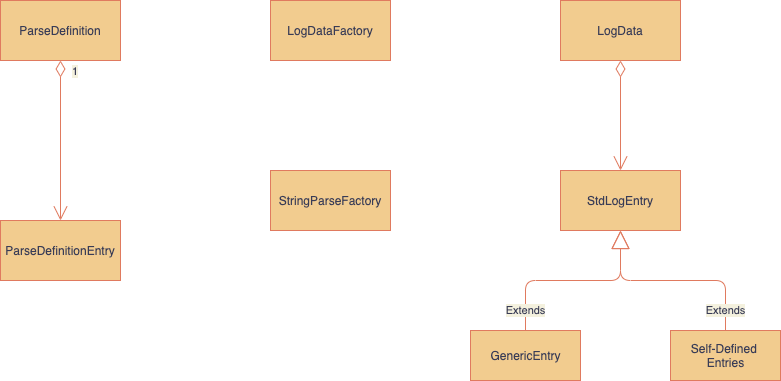 ParseDefinition
LogDataFactory
LogData
1
StringParseFactory
StdLogEntry
ParseDefinitionEntry
Extends
Extends
GenericEntry
Self-Defined
Entries